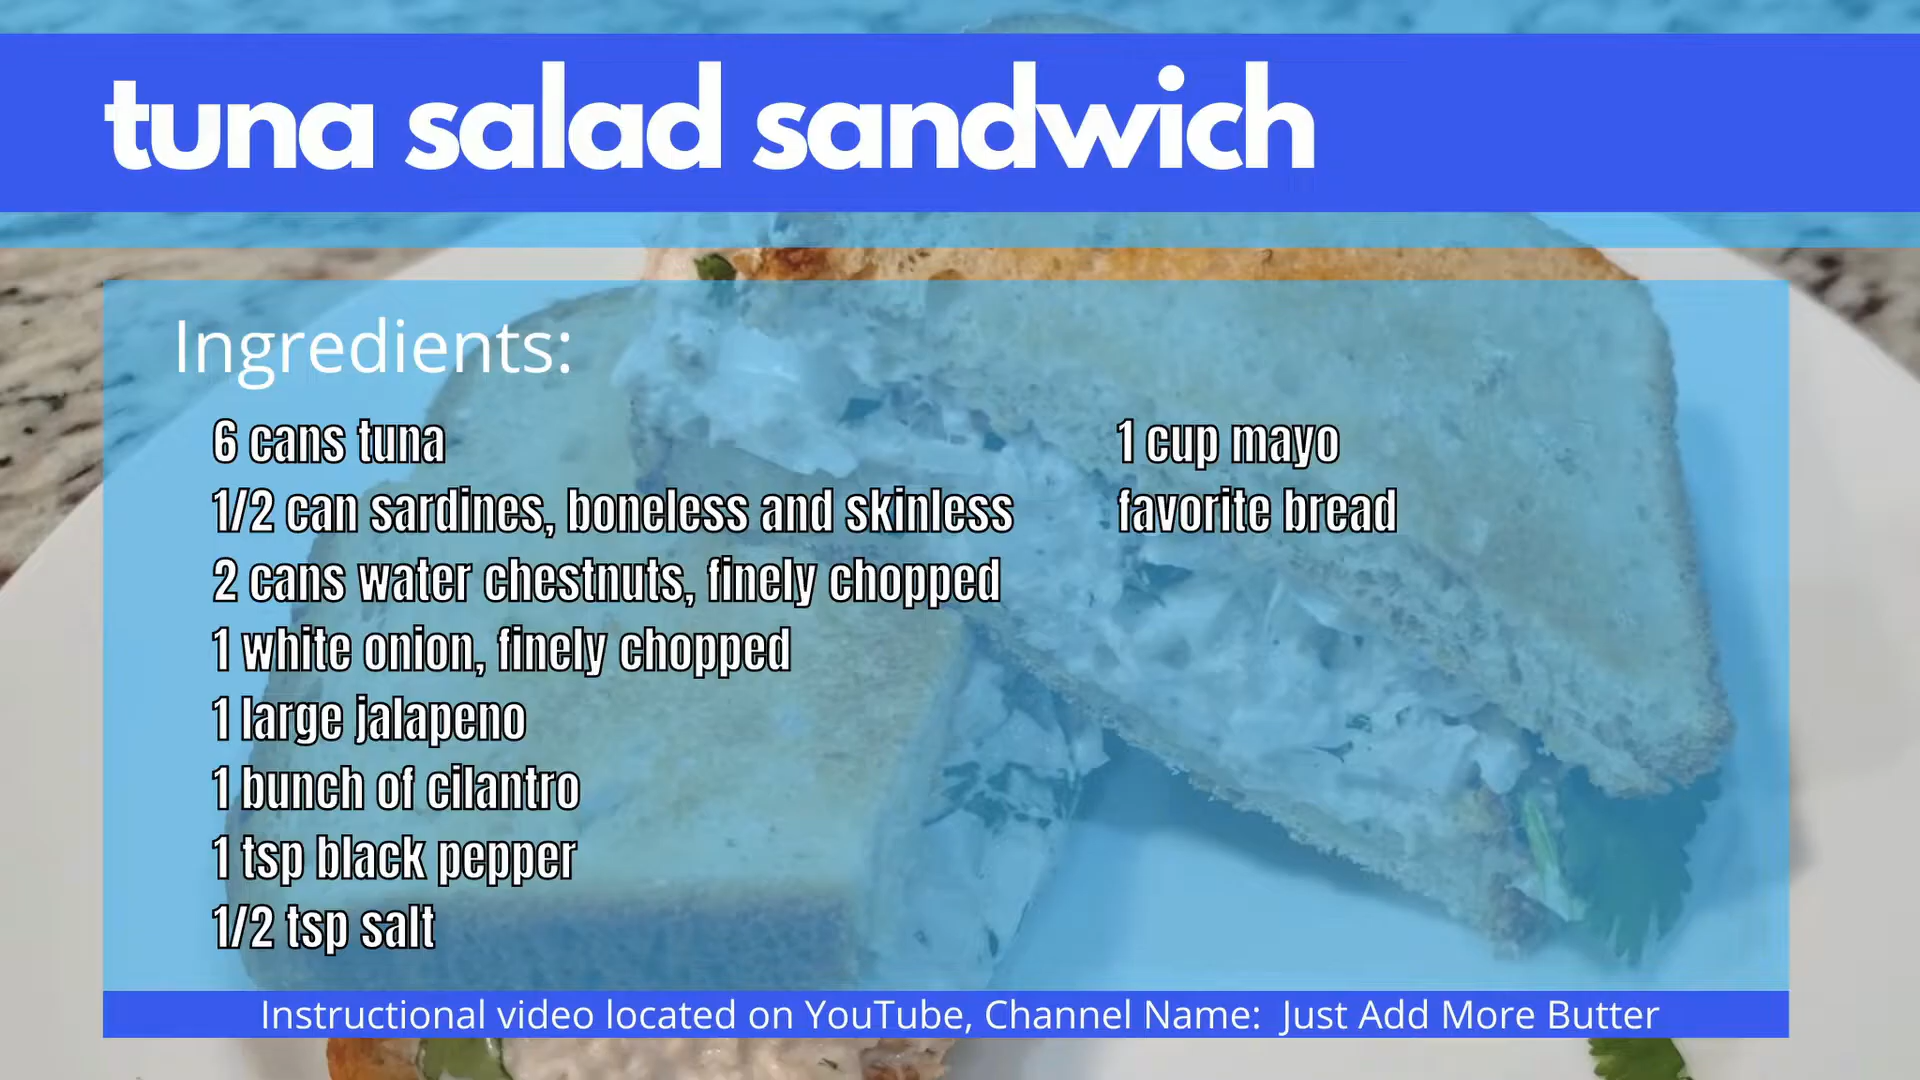 tuna salad sandwich
Ingredients:
6 cans tuna
1/2 can sardines, boneless and skinless
2 cans water chestnuts, finely chopped
1 white onion, finely chopped
1 large jalapeno
1 bunch of cilantro
1 tsp black pepper
1/2 tsp salt
1 cup mayo
favorite bread
Instructional video located on YouTube, Channel Name: Just Add More Butter